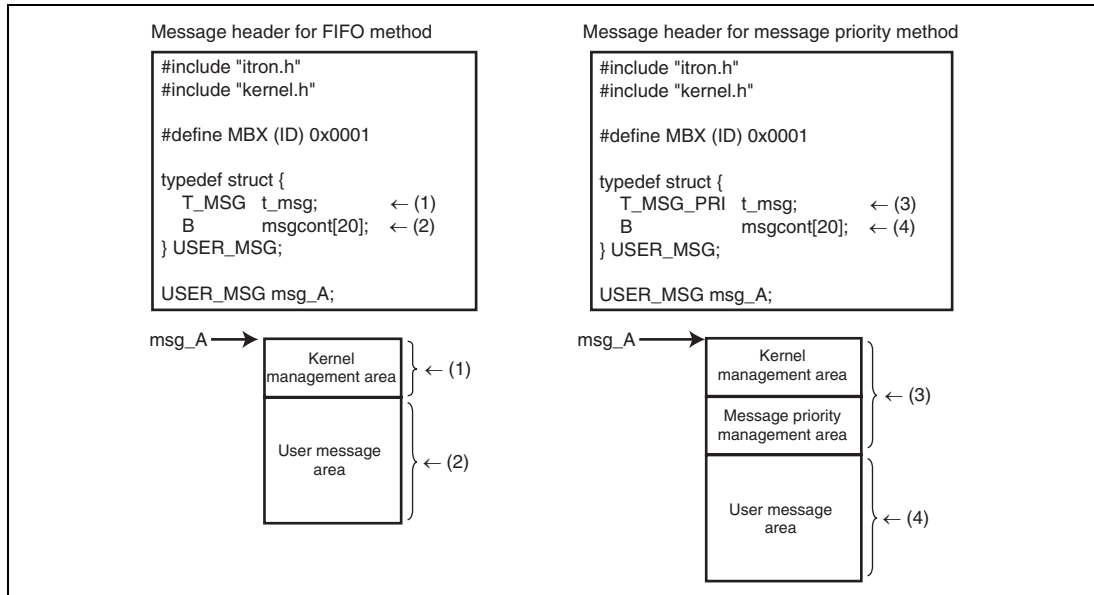 Message header for FIFO method
#include "itron.h"
#include "kernel.h"
#define MBX (ID) 0x0001
typedef struct {
T_MSG t_msg; ← (1)
B msgcont[20]; ← (2)
} USER_MSG;
USER_MSG msg_A;
msg_A
Kernel
management area
← (1)
User message
area
← (2)
Message header for message priority method
#include "itron.h"
#include "kernel.h"
#define MBX (ID) 0x0001
typedef struct {
T_MSG_PRI t_msg; ← (3)
B msgcont[20]; ← (4)
} USER_MSG;
USER_MSG msg_A;
msg_A
Kernel
management area
Message priority
management area
← (3)
User message
area
← (4)